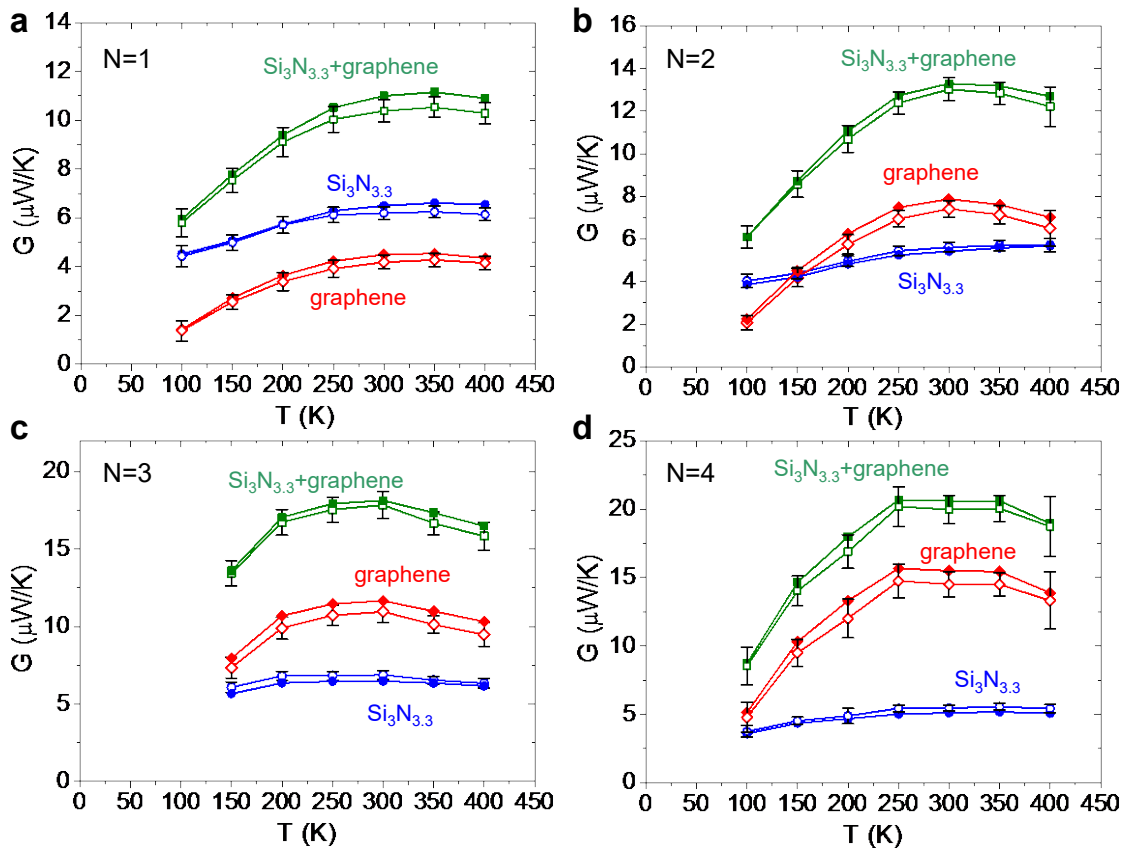 a
N=1
Si₃N₃.₃+graphene
Si₃N₃.₃
graphene
G (μW/K)
14
12
10
8
6
4
2
0
0 50 100 150 200 250 300 350 400 450
T (K)
b
N=2
Si₃N₃.₃+graphene
graphene
Si₃N₃.₃
G (μW/K)
16
14
12
10
8
6
4
2
0
0 50 100 150 200 250 300 350 400 450
T (K)
c
N=3
Si₃N₃.₃+graphene
graphene
Si₃N₃.₃
G (μW/K)
20
15
10
5
0
0 50 100 150 200 250 300 350 400 450
T (K)
d
N=4
Si₃N₃.₃+graphene
graphene
Si₃N₃.₃
G (μW/K)
25
20
15
10
5
0
0 50 100 150 200 250 300 350 400 450
T (K)